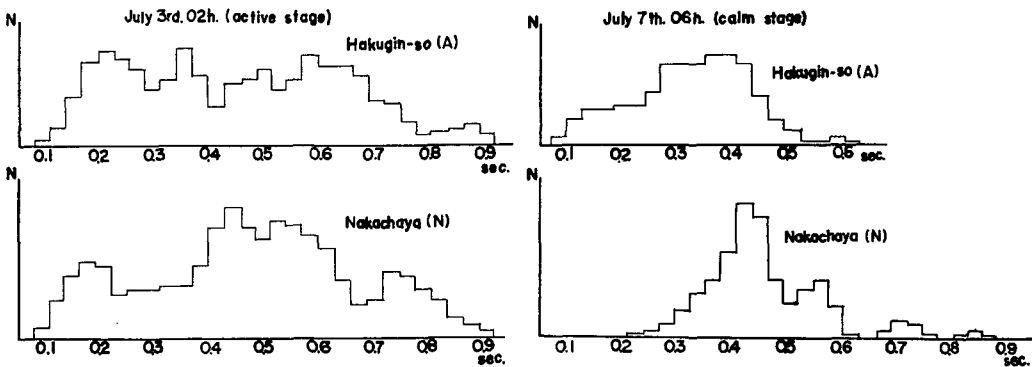 July 3rd. 02h. (active stage)
N
Hakugin-so (A)
0.1 0.2 0.3 0.4 0.5 0.6 0.7 0.8 0.9
sec.
July 7th. 06h. (calm stage)
N
Hakugin-so (A)
0.1 0.2 0.3 0.4 0.5 0.6 sec.
N
Nakachaya (N)
0.1 0.2 0.3 0.4 0.5 0.6 0.7 0.8 0.9
sec.
N
Nakachaya (N)
0.1 0.2 0.3 0.4 0.5 0.6 0.7 0.8 0.9
sec.